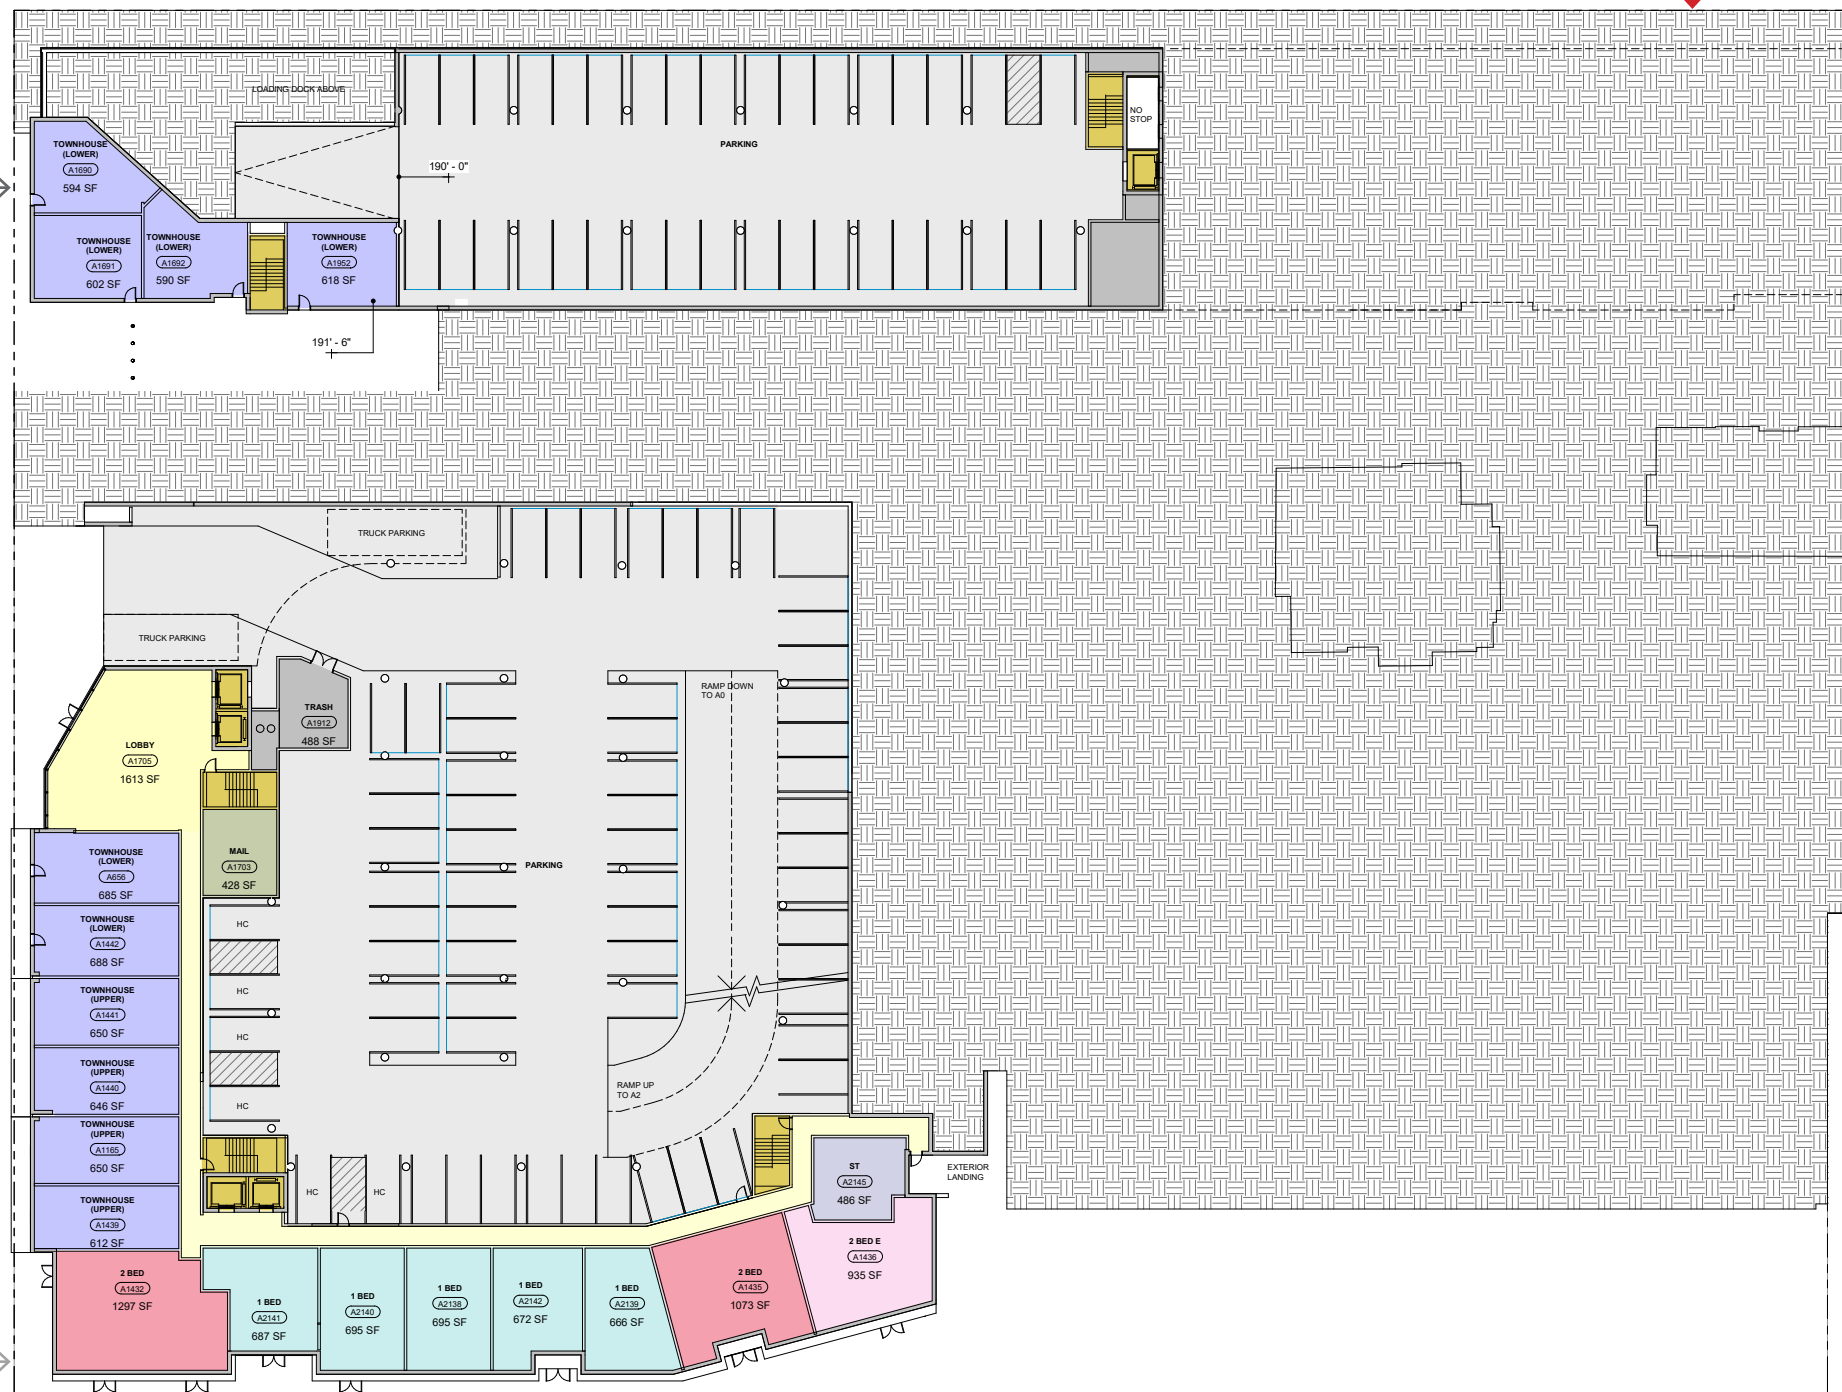 LOADING DOCK ABOVE
NO
STOP
PARKING
190' - 0"
TOWNHOUSE
(LOWER)
A1690
594 SF
TOWNHOUSE
(LOWER)
A1691
602 SF
TOWNHOUSE
(LOWER)
A1692
590 SF
TOWNHOUSE
(LOWER)
A1952
618 SF
191' - 6"
TRUCK PARKING
TRUCK PARKING
RAMP DOWN
TO A0
TRASH
A1912
488 SF
LOBBY
A1705
1613 SF
MAIL
A1703
428 SF
PARKING
TOWNHOUSE
(LOWER)
A656
685 SF
HC
TOWNHOUSE
(LOWER)
A1442
688 SF
HC
TOWNHOUSE
(UPPER)
A1441
650 SF
HC
TOWNHOUSE
(UPPER)
A1440
646 SF
HC
RAMP UP
TO A2
TOWNHOUSE
(UPPER)
A1165
650 SF
HC
HC
ST
A2145
486 SF
EXTERIOR
LANDING
TOWNHOUSE
(UPPER)
A1439
612 SF
2 BED
A1432
1297 SF
1 BED
A2141
687 SF
1 BED
A2140
695 SF
1 BED
A2138
695 SF
1 BED
A2142
672 SF
1 BED
A2139
666 SF
2 BED
A1435
1073 SF
2 BED E
A1436
935 SF